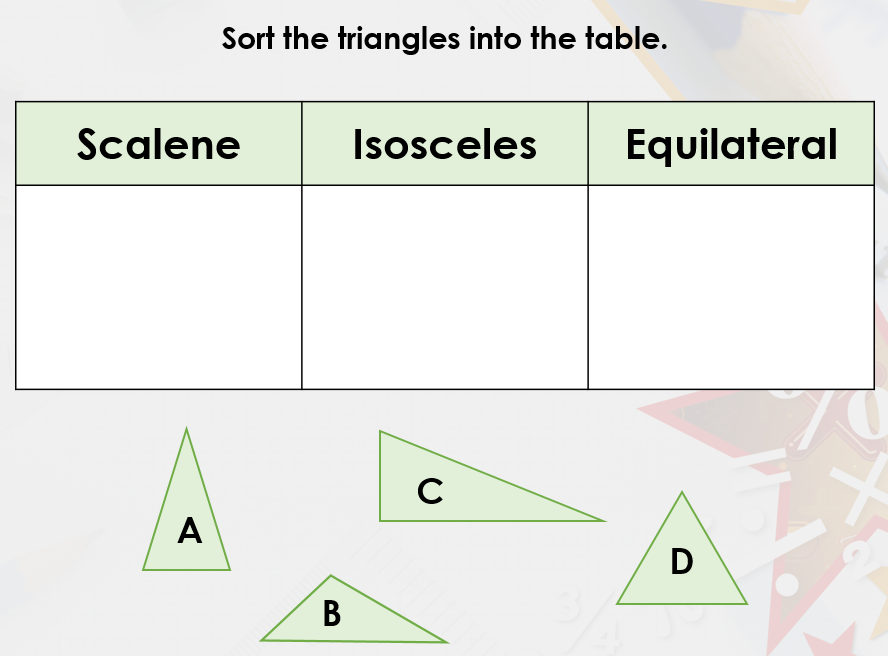 Sort the triangles into the table.
Scalene Isosceles Equilateral
C
A
D
B